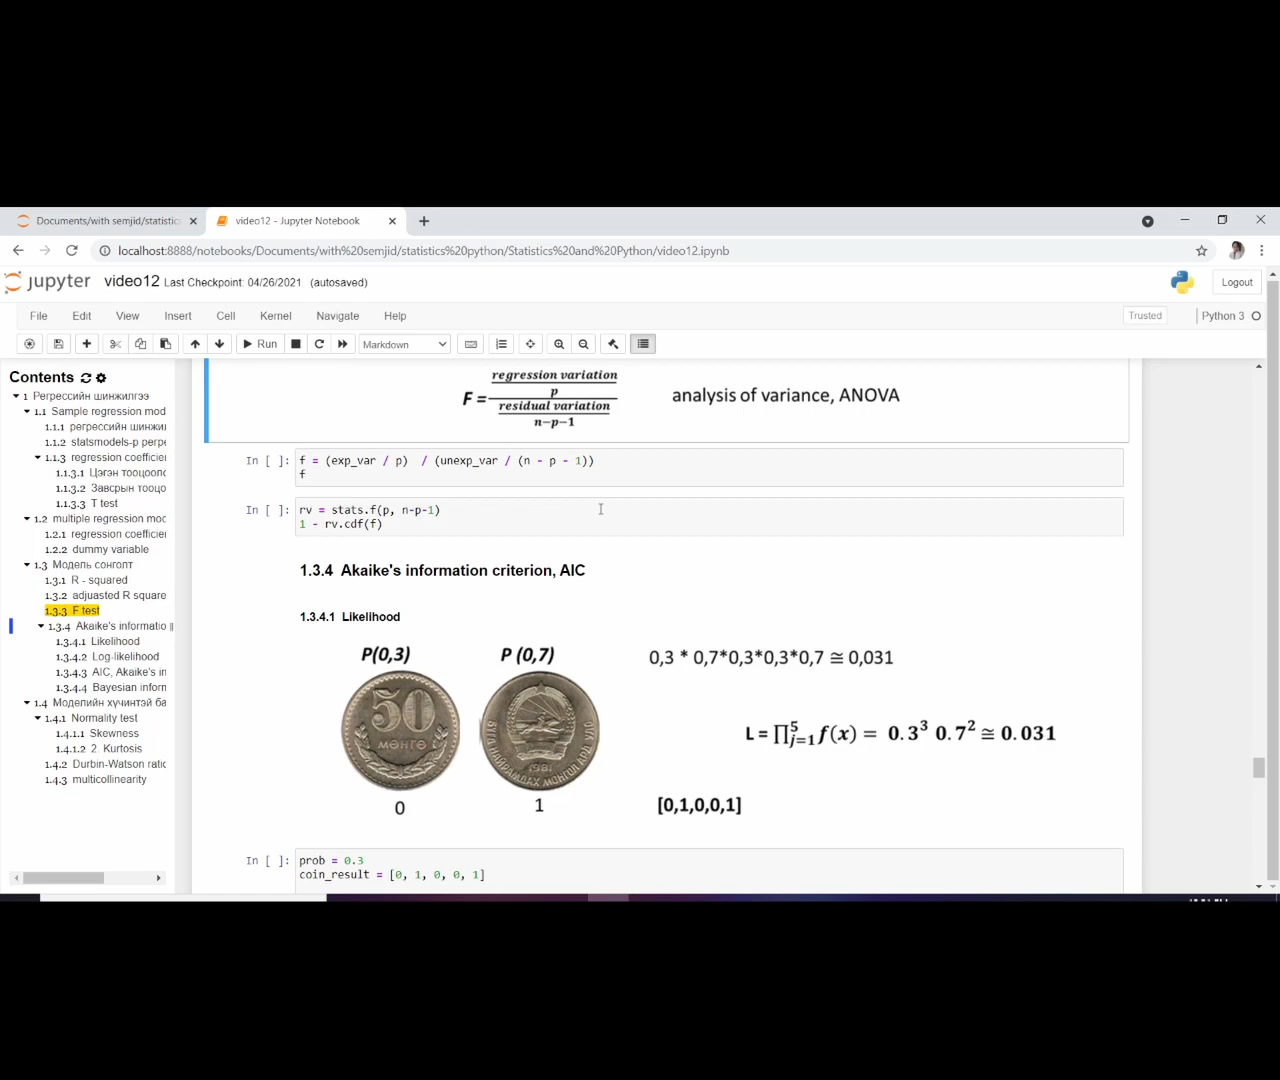 Documents/with semjid/statistic
video12 - Jupyter Notebook
localhost:8888/notebooks/Documents/with%20semjid/statistics%20python/Statistics%20and%20Python/video12.ipynb
jupyter video12 Last Checkpoint: 04/26/2021 (autosaved)
Logout
File Edit View Insert Cell Kernel Navigate Help
Trusted Python 3
Run Markdown
Contents
1 Регрессийн шинжилгээ
1.1 Sample regression mod
1.1.1 регрессийн шинжи
1.1.2 statsmodels-р регр
1.1.3 regression coefficie
1.1.3.1 Цэгэн тооцоол
1.1.3.2 Завсрын тооцо
1.1.3.3 T test
1.2 multiple regression mod
1.2.1 regression coefficie
1.2.2 dummy variable
1.3 Модель сонголт
1.3.1 R - squared
1.3.2 adjuasted R square
1.3.3 F test
1.3.4 Akaike's informatio
1.3.4.1 Likelihood
1.3.4.2 Log-likelihood
1.3.4.3 AIC, Akaike's in
1.3.4.4 Bayesian inform
1.4 Моделийн хүчинтэй ба
1.4.1 Normality test
1.4.1.1 Skewness
1.4.1.2 2. Kurtosis
1.4.2 Durbin-Watson ratio
1.4.3 multicollinearity
regression variation
p
F =
residual variation
n-p-1
analysis of variance, ANOVA
In [ ]: f = (exp_var / p) / (unexp_var / (n - p - 1))
f
In [ ]: rv = stats.f(p, n-p-1)
1 - rv.cdf(f)
1.3.4 Akaike's information criterion, AIC
1.3.4.1 Likelihood
P(0,3) P (0,7)
0,3 * 0,7*0,3*0,3*0,7 ≅ 0,031
50
МӨНГӨ
БҮГД НАЙРАМДАХ МОНГОЛ АРД УЛС
1981
L = ∏⁵ⱼ₌₁ f(x) = 0.3³ 0.7² ≅ 0.031
0 1
[0,1,0,0,1]
In [ ]: prob = 0.3
coin_result = [0, 1, 0, 0, 1]